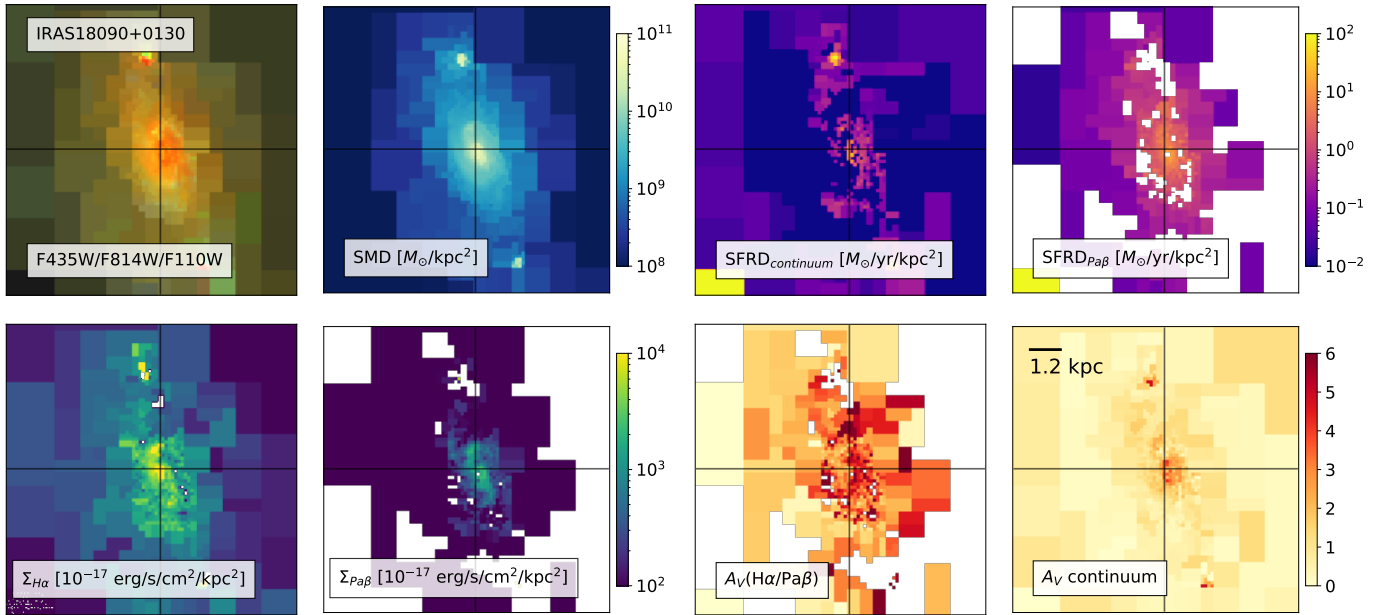 IRAS18090+0130
F435W/F814W/F110W
SMD [M☉/kpc²]
10¹¹
10¹⁰
10⁹
10⁸
SFRD_continuum [M☉/yr/kpc²]
SFRD_Paβ [M☉/yr/kpc²]
10²
10¹
10⁰
10⁻¹
10⁻²
Σ_Hα [10⁻¹⁷ erg/s/cm²/kpc²]
Σ_Paβ [10⁻¹⁷ erg/s/cm²/kpc²]
10⁴
10³
10²
A_V(Hα/Paβ)
1.2 kpc
A_V continuum
6
5
4
3
2
1
0